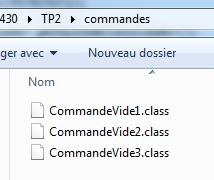 430 ▸ TP2 ▸ commandes
ger avec ▼ Nouveau dossier
Nom
CommandeVide1.class
CommandeVide2.class
CommandeVide3.class